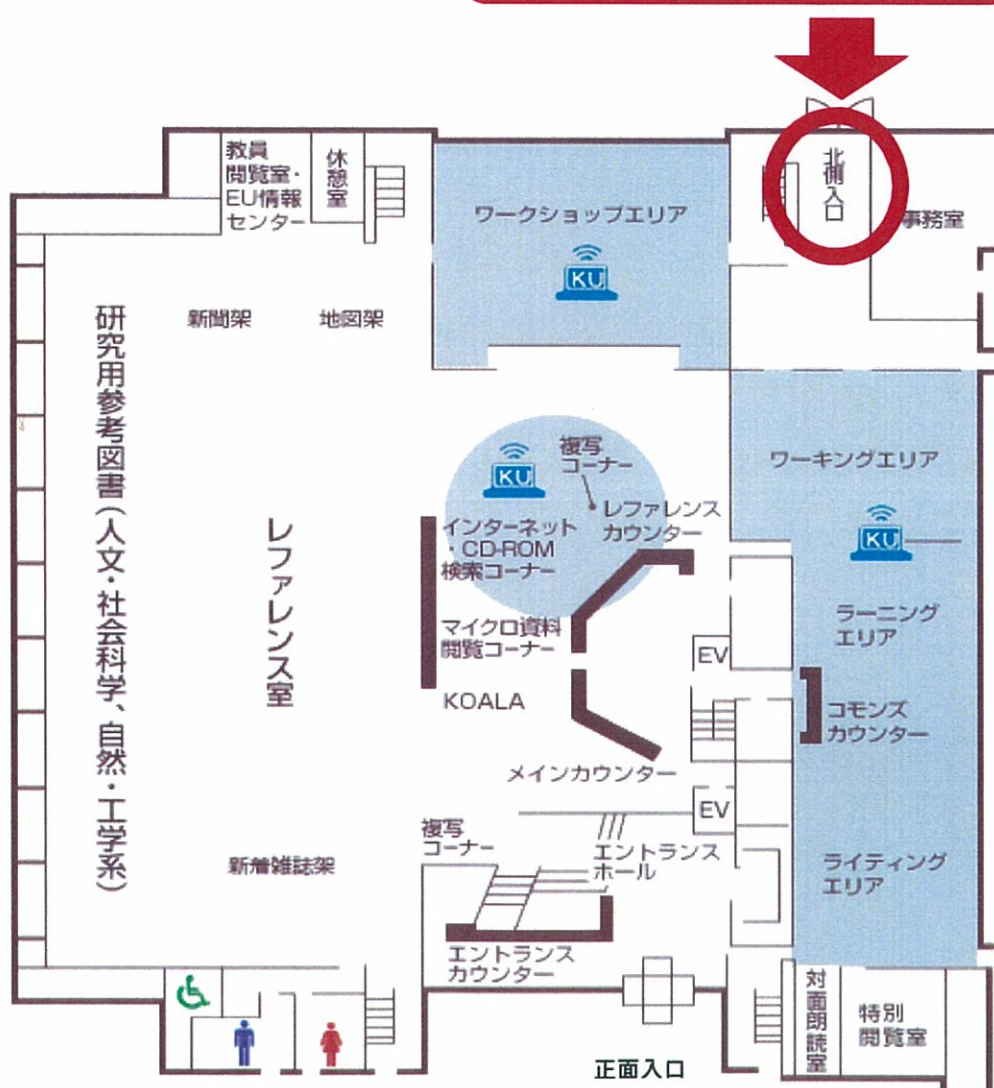 教員
閲覧室・
EU情報
センター
休憩室
ワークショップエリア
KU
北側入口
事務室
新聞架
地図架
研究用参考図書(人文・社会科学、自然・工学系)
レファレンス室
KU
複写
コーナー
レファレンス
カウンター
インターネット
・CD-ROM
検索コーナー
マイクロ資料
閲覧コーナー
KOALA
メインカウンター
ワーキングエリア
KU
ラーニング
エリア
EV
コモンズ
カウンター
EV
複写
コーナー
エントランス
ホール
ライティング
エリア
新着雑誌架
エントランス
カウンター
対面朗読室
特別
閲覧室
正面入口